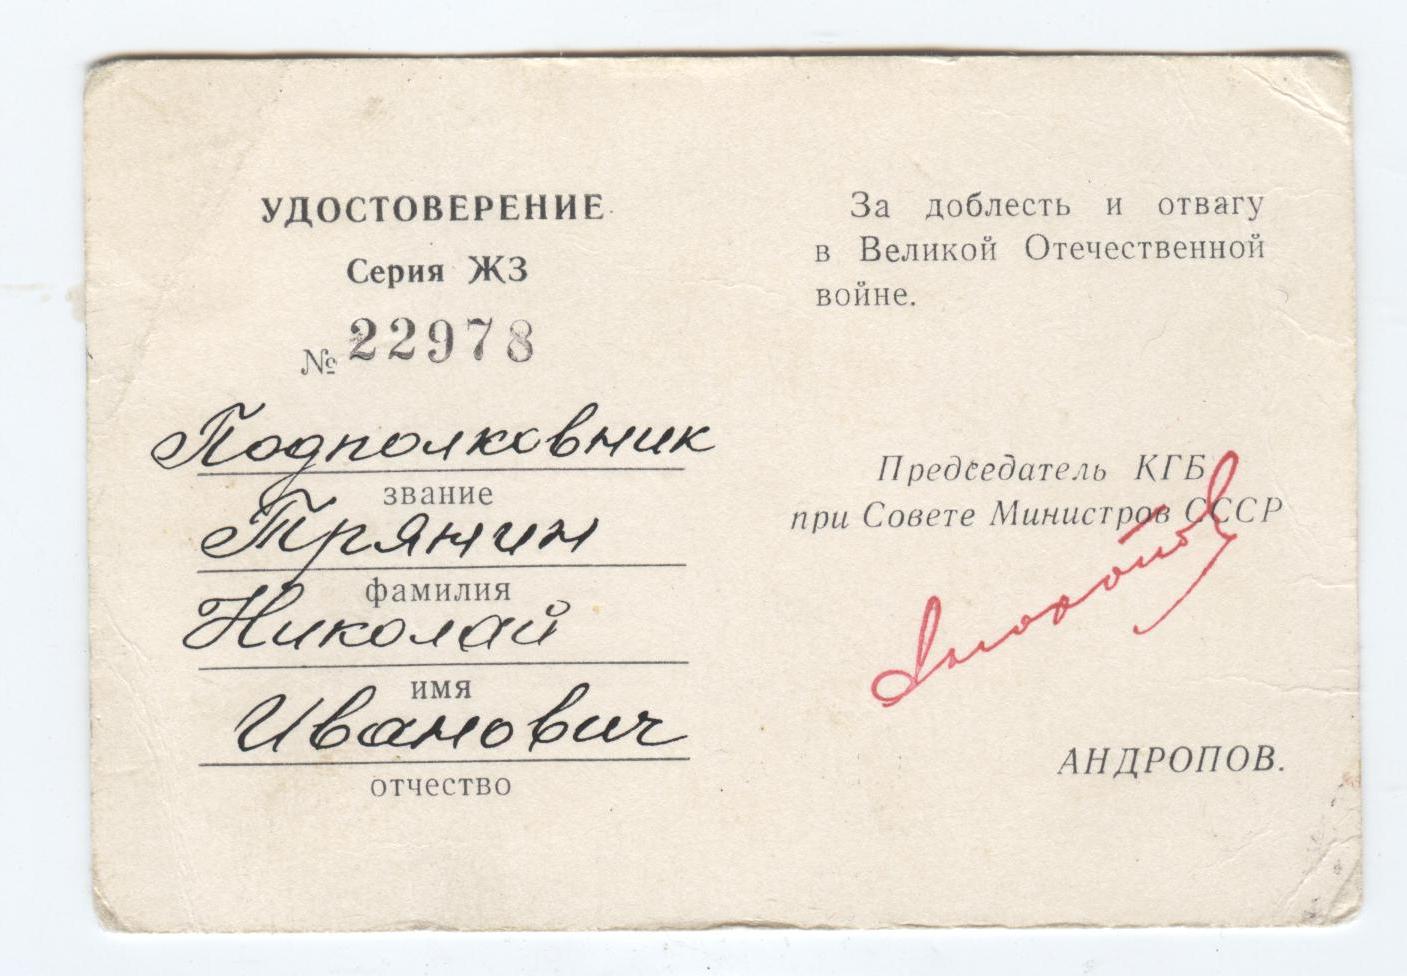 УДОСТОВЕРЕНИЕ
Серия ЖЗ
№ 22978
Подполковник
звание
Трянин
фамилия
Николай
имя
Иванович
отчество
За доблесть и отвагу
в Великой Отечественной
войне.
Председатель КГБ
при Совете Министров СССР
Андропов
АНДРОПОВ.